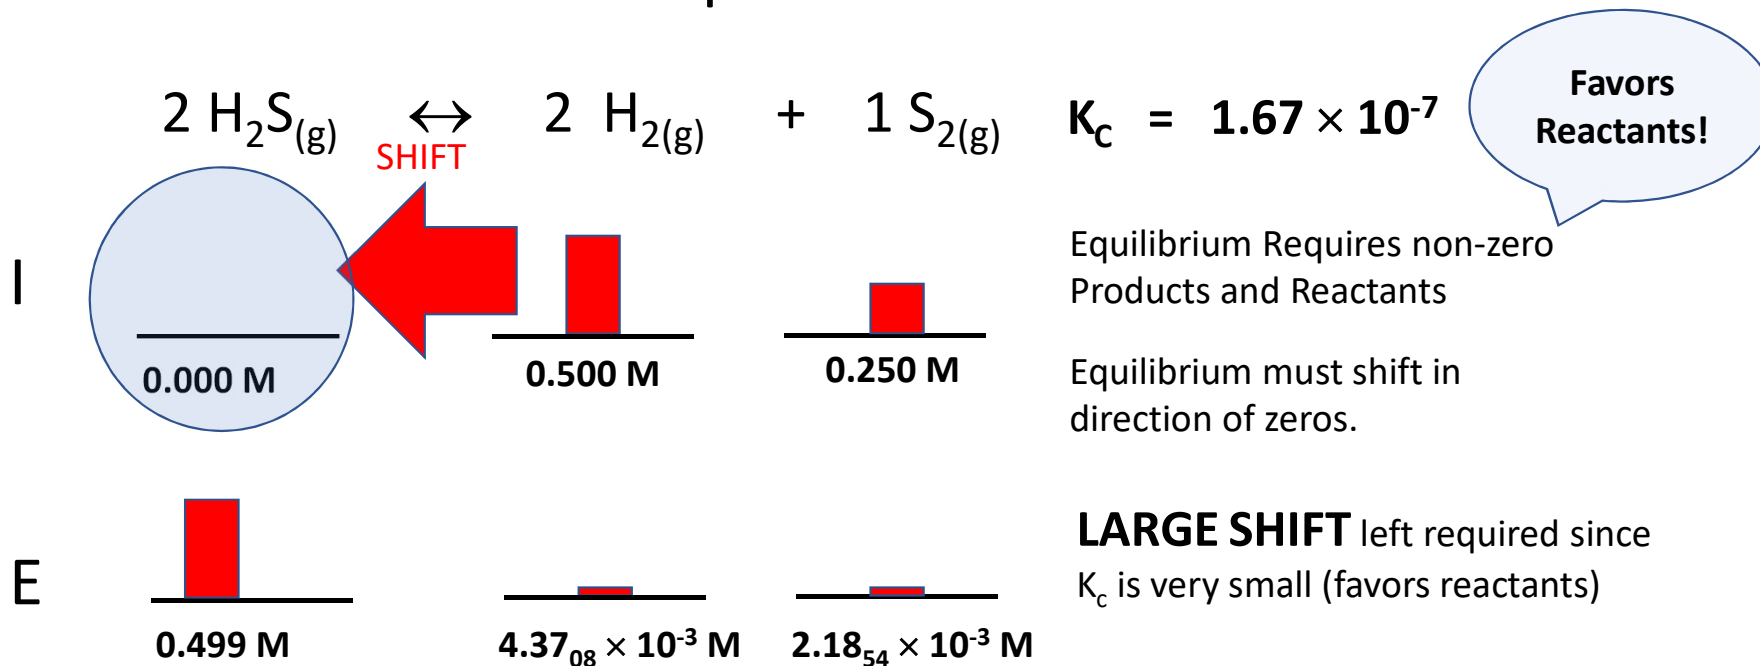 2 H₂S₍g₎ ↔ 2 H₂₍g₎ + 1 S₂₍g₎ K_C = 1.67 × 10⁻⁷
Favors
Reactants!
SHIFT
I
0.000 M
0.500 M
0.250 M
Equilibrium Requires non-zero
Products and Reactants
Equilibrium must shift in
direction of zeros.
E
0.499 M
4.37₀₈ × 10⁻³ M
2.18₅₄ × 10⁻³ M
LARGE SHIFT left required since
K_c is very small (favors reactants)